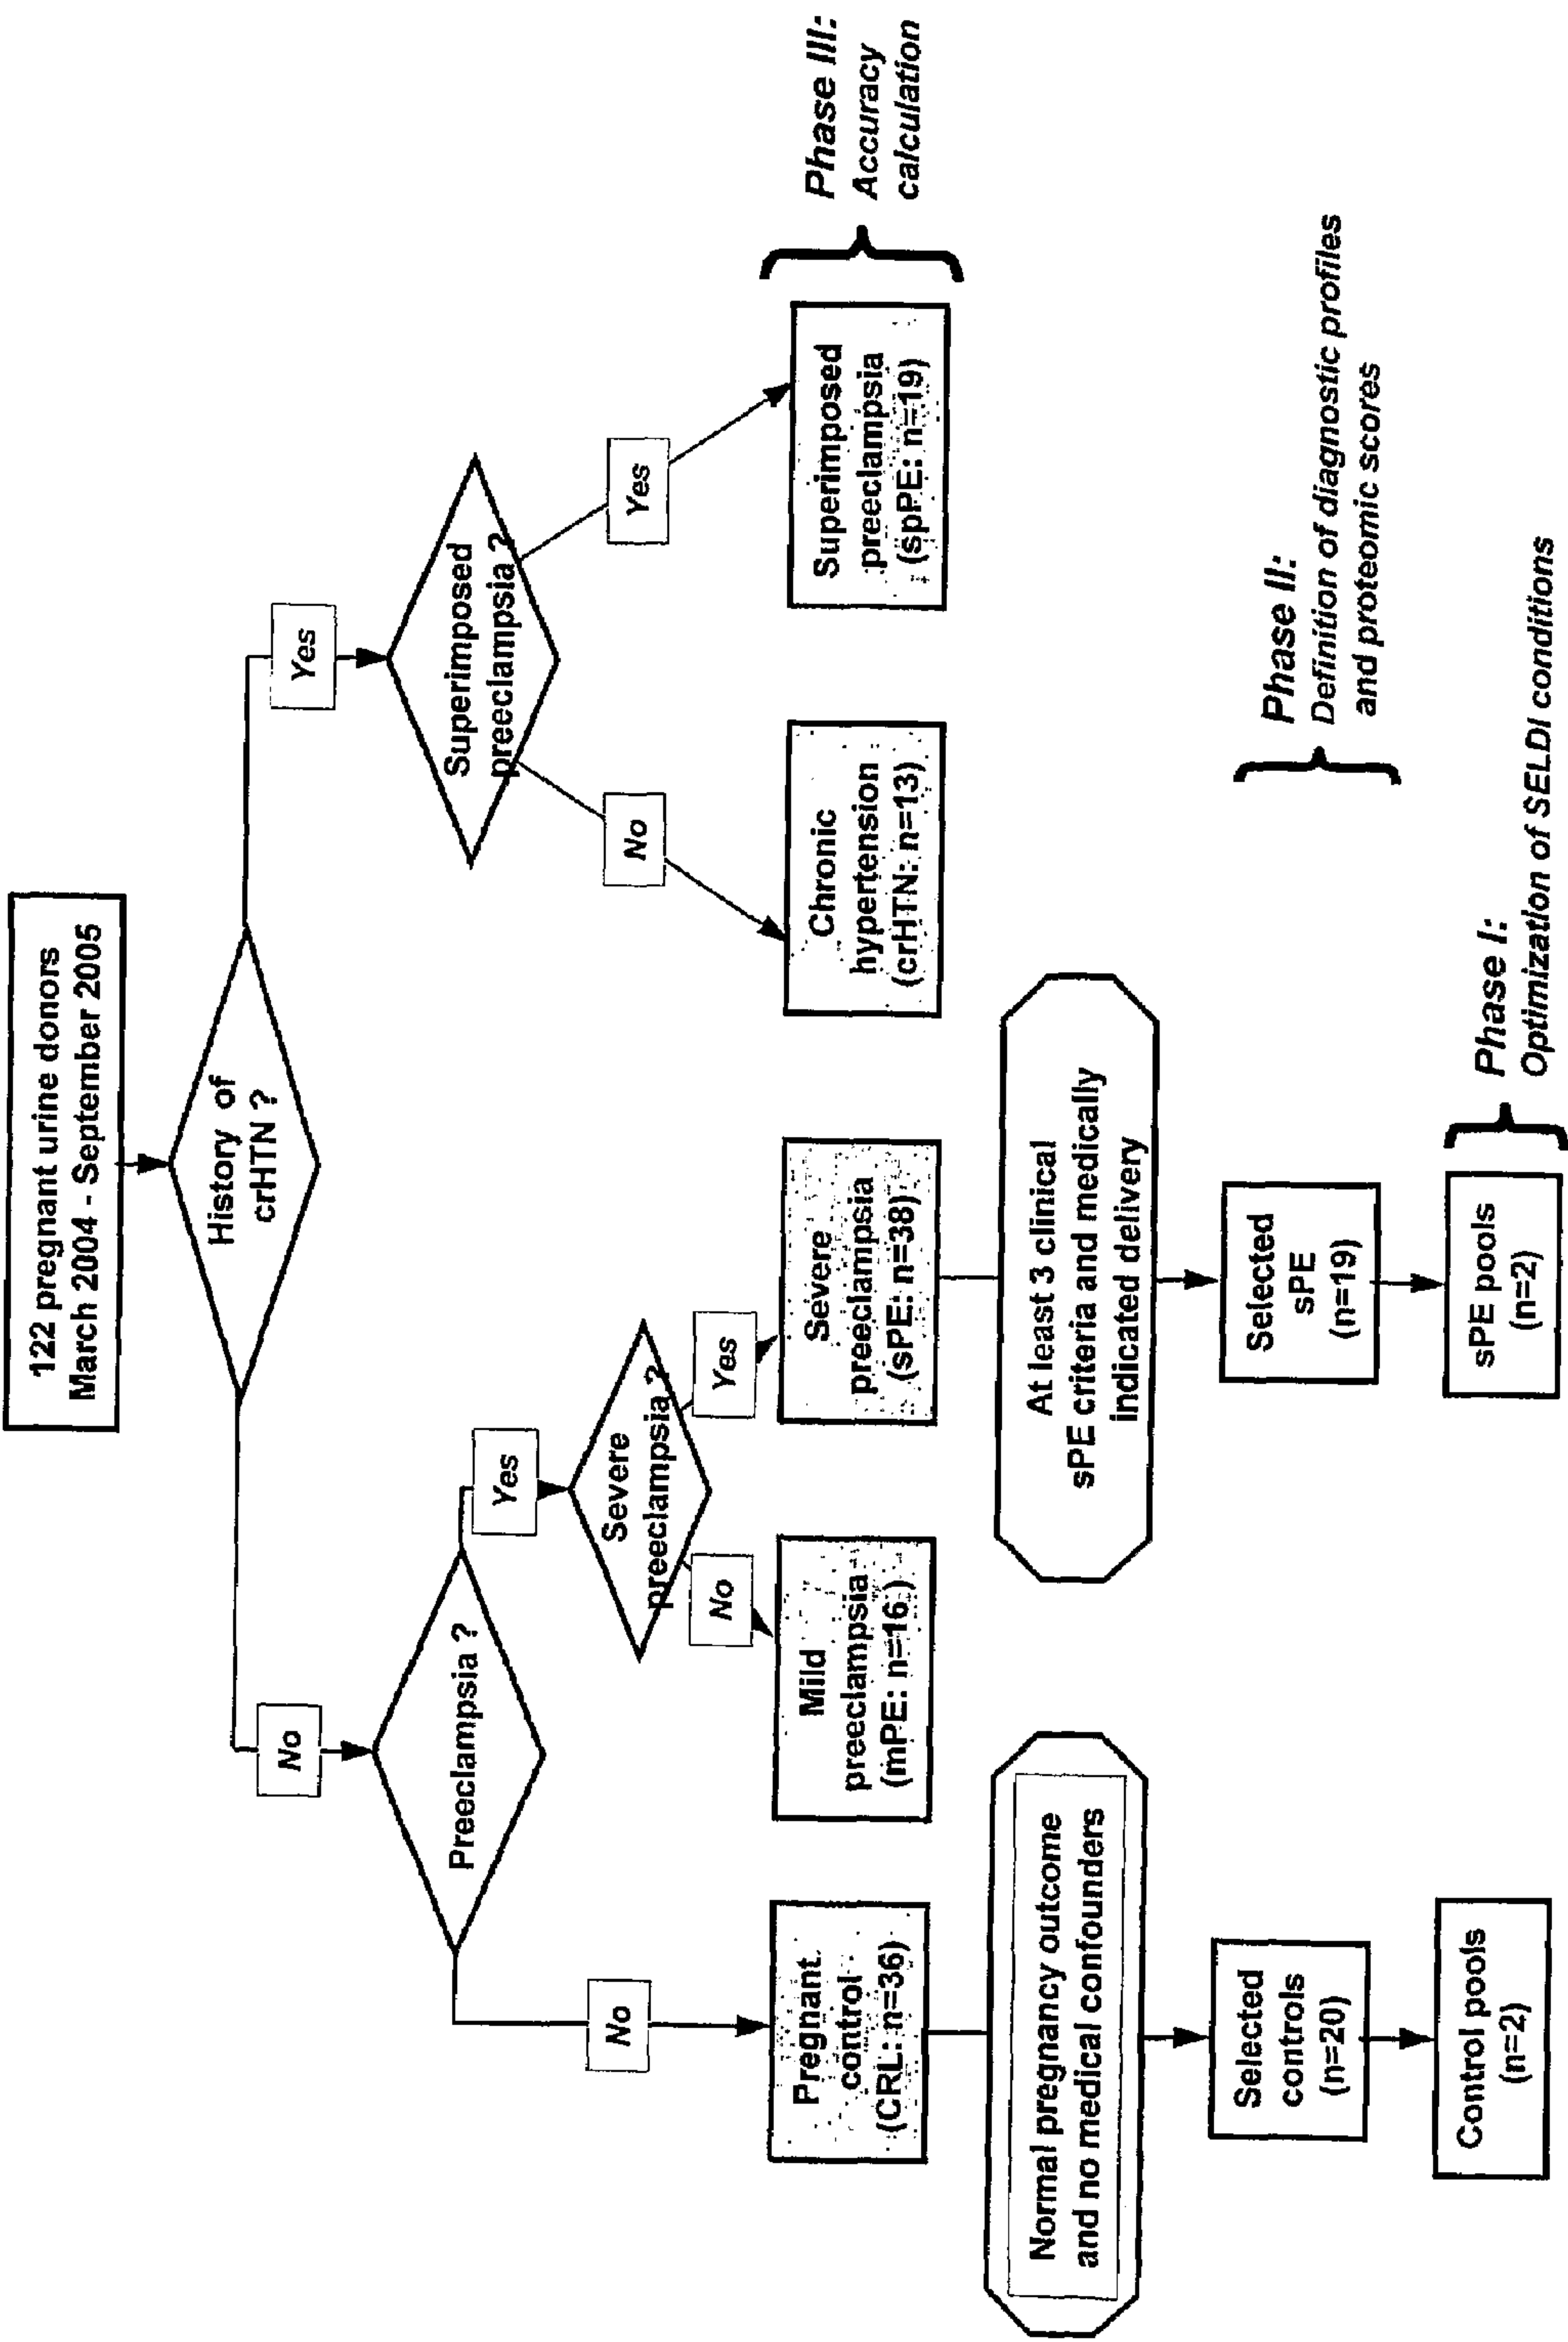 122 pregnant urine donors
March 2004 - September 2005
History of
crHTN ?
No
Yes
Preeclampsia ?
Superimposed
preeclampsia ?
Yes
No
Yes
Severe
preeclampsia ?
No
No
Yes
Pregnant
control
(CRL: n=36)
Mild
preeclampsia
(mPE: n=16)
Severe
preeclampsia
(sPE: n=38)
Chronic
hypertension
(crHTN: n=13)
Superimposed
preeclampsia
(spPE: n=19)
Phase III:
Accuracy
calculation
Normal pregnancy outcome
and no medical confounders
At least 3 clinical
sPE criteria and medically
indicated delivery
Selected
controls
(n=20)
Selected
sPE
(n=19)
Phase II:
Definition of diagnostic profiles
and proteomic scores
Control pools
(n=2)
sPE pools
(n=2)
Phase I:
Optimization of SELDI conditions